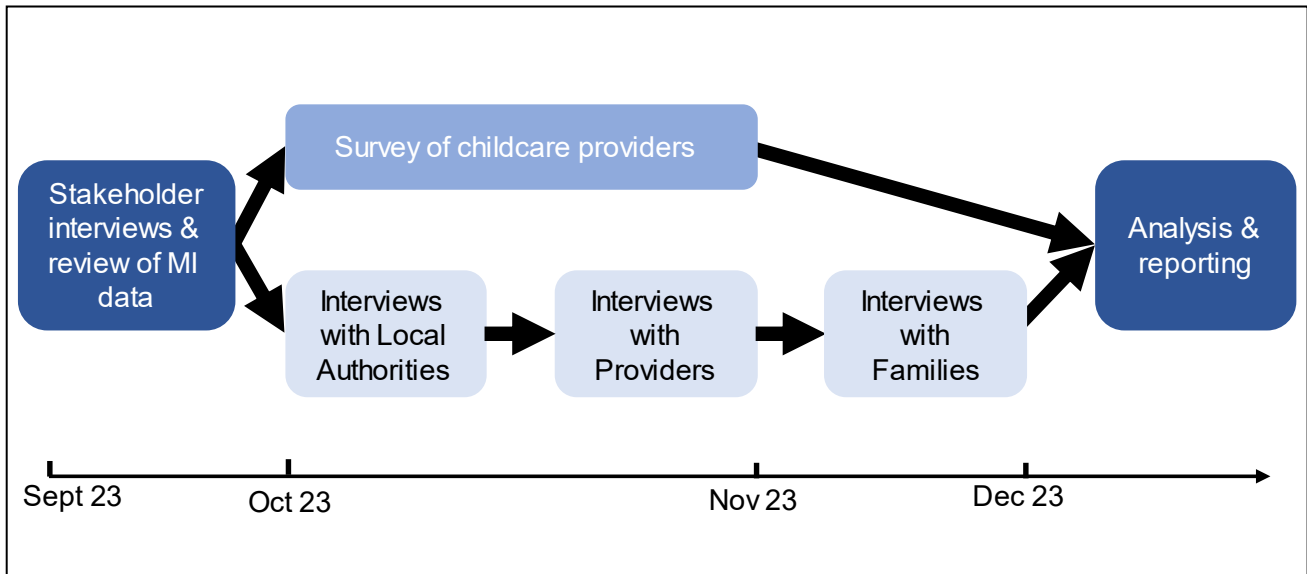 Survey of childcare providers
Stakeholder
interviews &
review of MI
data
Analysis &
reporting
Interviews
with Local
Authorities
Interviews
with
Providers
Interviews
with
Families
Sept 23
Oct 23
Nov 23
Dec 23